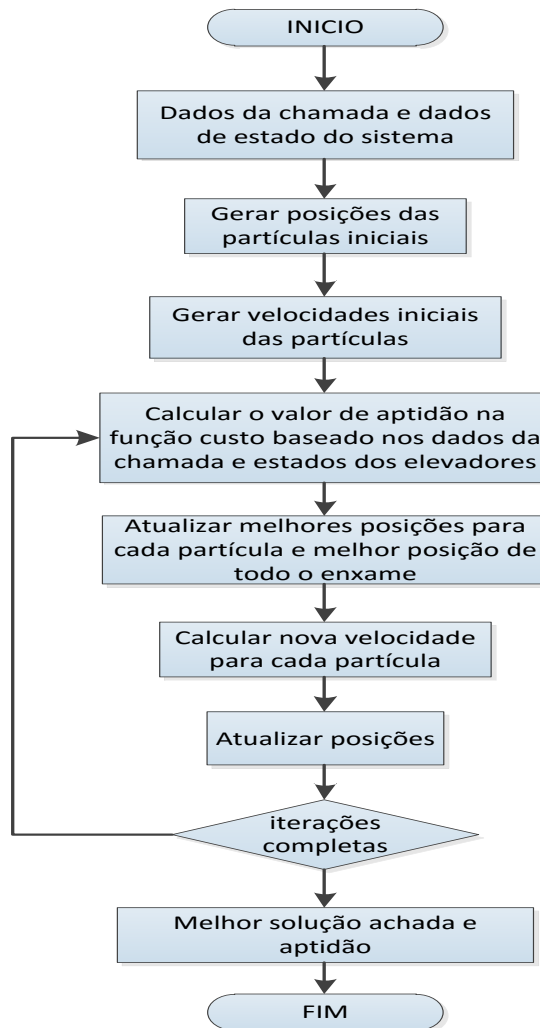 INICIO
Dados da chamada e dados
de estado do sistema
Gerar posições das
partículas iniciais
Gerar velocidades iniciais
das partículas
Calcular o valor de aptidão na
função custo baseado nos dados da
chamada e estados dos elevadores
Atualizar melhores posições para
cada partícula e melhor posição de
todo o enxame
Calcular nova velocidade
para cada partícula
Atualizar posições
iterações
completas
Melhor solução achada e
aptidão
FIM